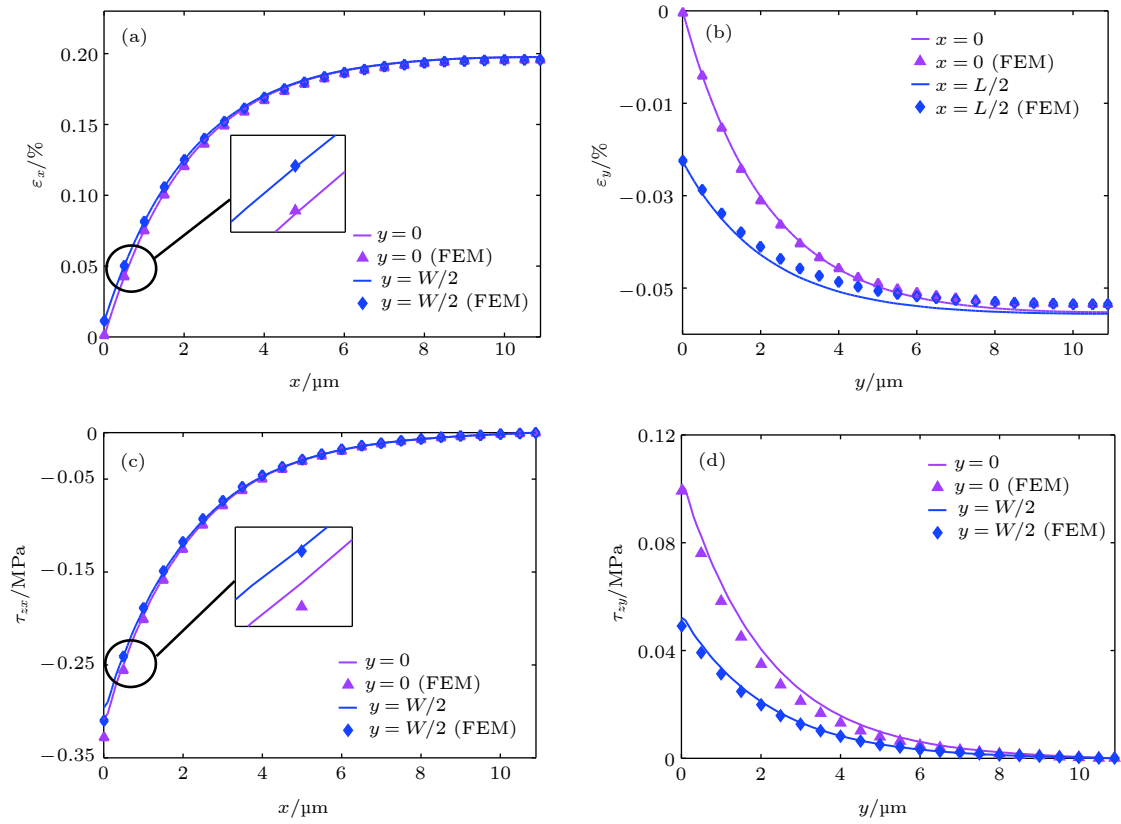 (a)
0.20
0.15
0.10
0.05
0
εx/%
y = 0
y = 0 (FEM)
y = W/2
y = W/2 (FEM)
0 2 4 6 8 10
x/μm
(b)
0
−0.01
−0.03
−0.05
εy/%
x = 0
x = 0 (FEM)
x = L/2
x = L/2 (FEM)
0 2 4 6 8 10
y/μm
(c)
0
−0.05
−0.15
−0.25
−0.35
τzx/MPa
y = 0
y = 0 (FEM)
y = W/2
y = W/2 (FEM)
0 2 4 6 8 10
x/μm
(d)
0.12
0.08
0.04
0
τzy/MPa
y = 0
y = 0 (FEM)
y = W/2
y = W/2 (FEM)
0 2 4 6 8 10
y/μm